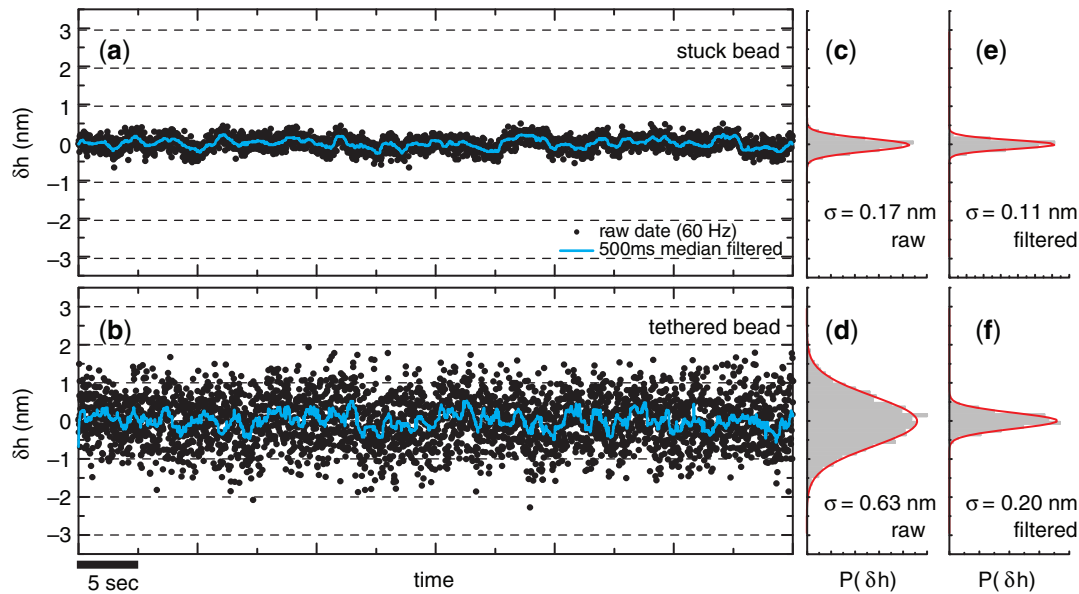 (a)
stuck bead
3
2
1
0
−1
−2
−3
δh (nm)
raw date (60 Hz)
500ms median filtered
(c)
σ = 0.17 nm
raw
(e)
σ = 0.11 nm
filtered
(b)
tethered bead
3
2
1
0
−1
−2
−3
δh (nm)
5 sec
time
(d)
σ = 0.63 nm
raw
P( δh)
(f)
σ = 0.20 nm
filtered
P( δh)